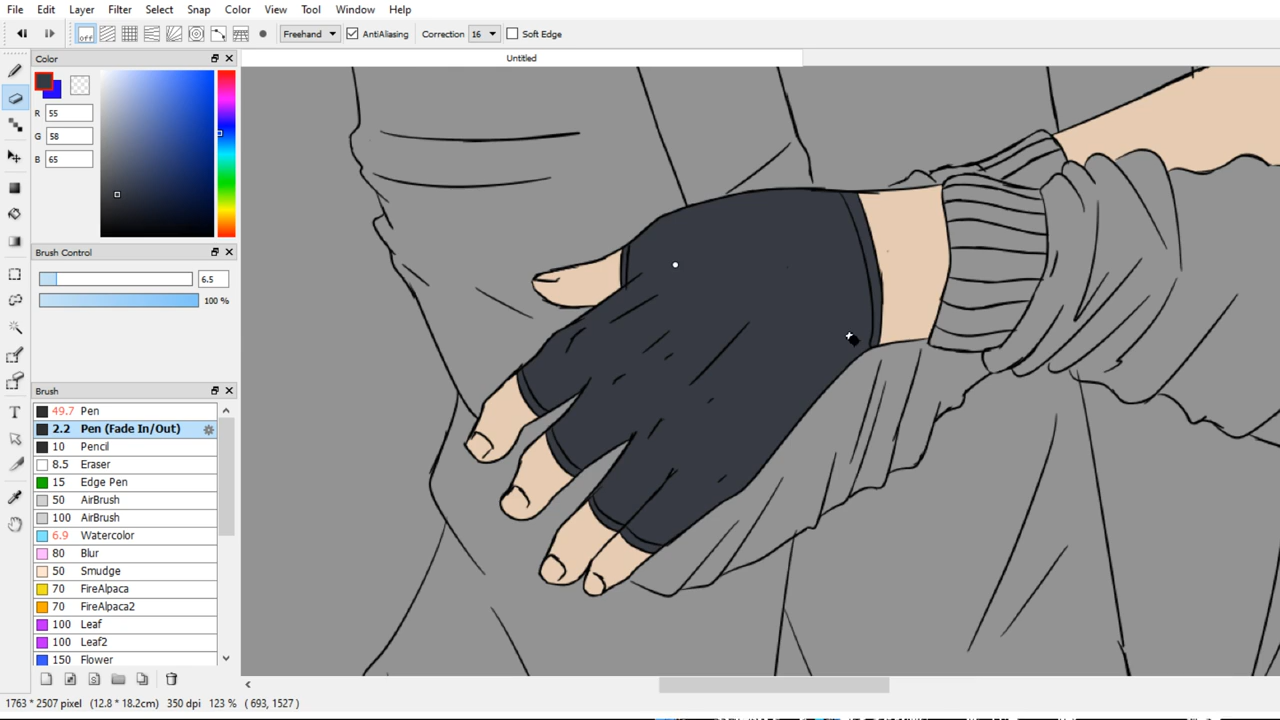 File Edit Layer Filter Select Snap Color View Tool Window Help
off Freehand AntiAliasing Correction 16 Soft Edge
Color
Untitled
R 55
G 58
B 65
Brush Control
6.5
100 %
Brush
49.7 Pen
2.2 Pen (Fade In/Out)
10 Pencil
8.5 Eraser
15 Edge Pen
50 AirBrush
100 AirBrush
6.9 Watercolor
80 Blur
50 Smudge
70 FireAlpaca
70 FireAlpaca2
100 Leaf
100 Leaf2
150 Flower
1763 * 2507 pixel (12.8 * 18.2cm) 350 dpi 123 % ( 693, 1527 )